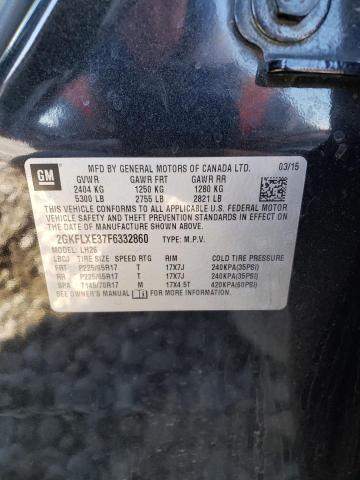 GM
MFD BY GENERAL MOTORS OF CANADA LTD. 03/15
GVWR GAWR FRT GAWR RR
2404 KG 1250 KG 1280 KG
5300 LB 2755 LB 2821 LB
THIS VEHICLE CONFORMS TO ALL APPLICABLE U.S. FEDERAL MOTOR
VEHICLE SAFETY AND THEFT PREVENTION STANDARDS IN EFFECT ON
THE DATE OF MANUFACTURE SHOWN ABOVE.
2GKFLXE37F6332860 TYPE: M.P.V.
MODEL: LH26
TIRE SIZE SPEED RTG RIM COLD TIRE PRESSURE
FRT P225/65R17 T 17X7J 240KPA(35PSI)
RR P225/65R17 T 17X7J 240KPA(35PSI)
SPA T145/70R17 M 17X4.5T 420KPA(60PSI)
SEE OWNER'S MANUAL FOR MORE INFORMATION.